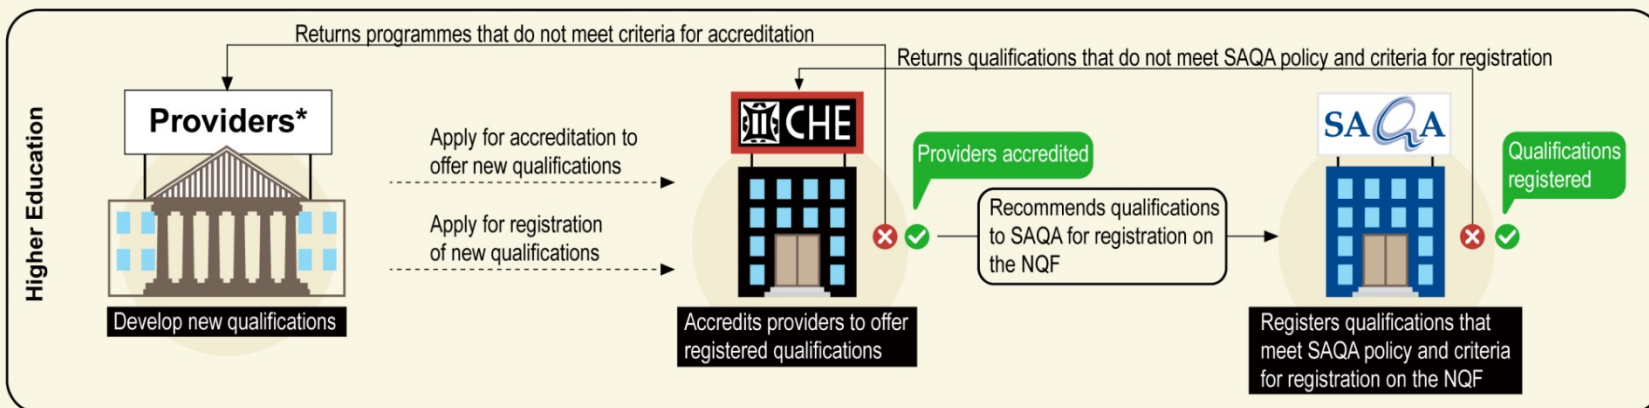 Higher Education
Returns programmes that do not meet criteria for accreditation
Returns qualifications that do not meet SAQA policy and criteria for registration
Providers*
Develop new qualifications
Apply for accreditation to
offer new qualifications
Apply for registration
of new qualifications
CHE
Accredits providers to offer
registered qualifications
Providers accredited
Recommends qualifications
to SAQA for registration on
the NQF
SAQA
Registers qualifications that
meet SAQA policy and criteria
for registration on the NQF
Qualifications
registered